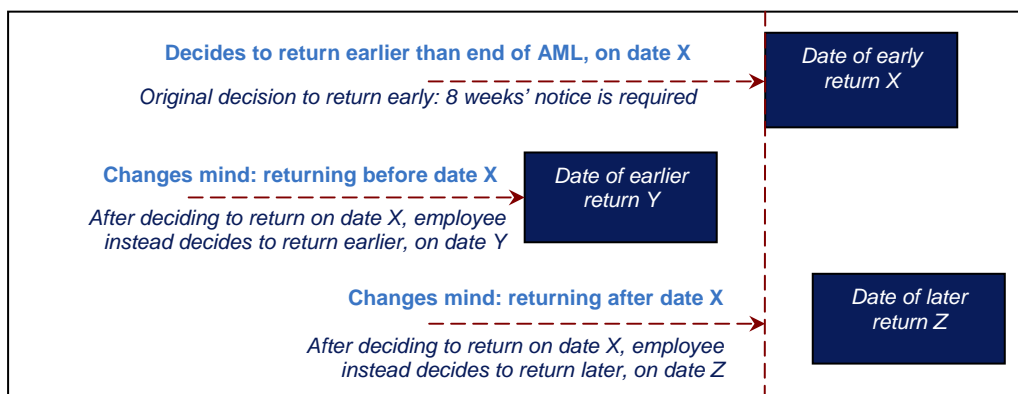 Decides to return earlier than end of AML, on date X
Original decision to return early: 8 weeks’ notice is required
Date of early
return X
Changes mind: returning before date X
After deciding to return on date X, employee
instead decides to return earlier, on date Y
Date of earlier
return Y
Changes mind: returning after date X
After deciding to return on date X, employee
instead decides to return later, on date Z
Date of later
return Z